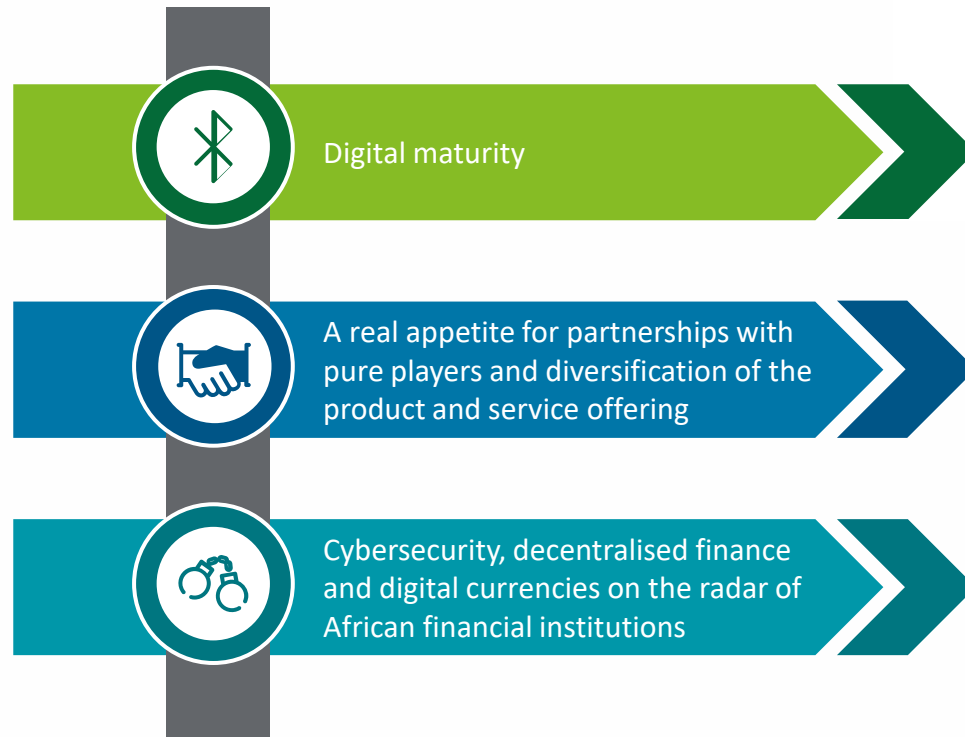 Digital maturity
A real appetite for partnerships with
pure players and diversification of the
product and service offering
Cybersecurity, decentralised finance
and digital currencies on the radar of
African financial institutions